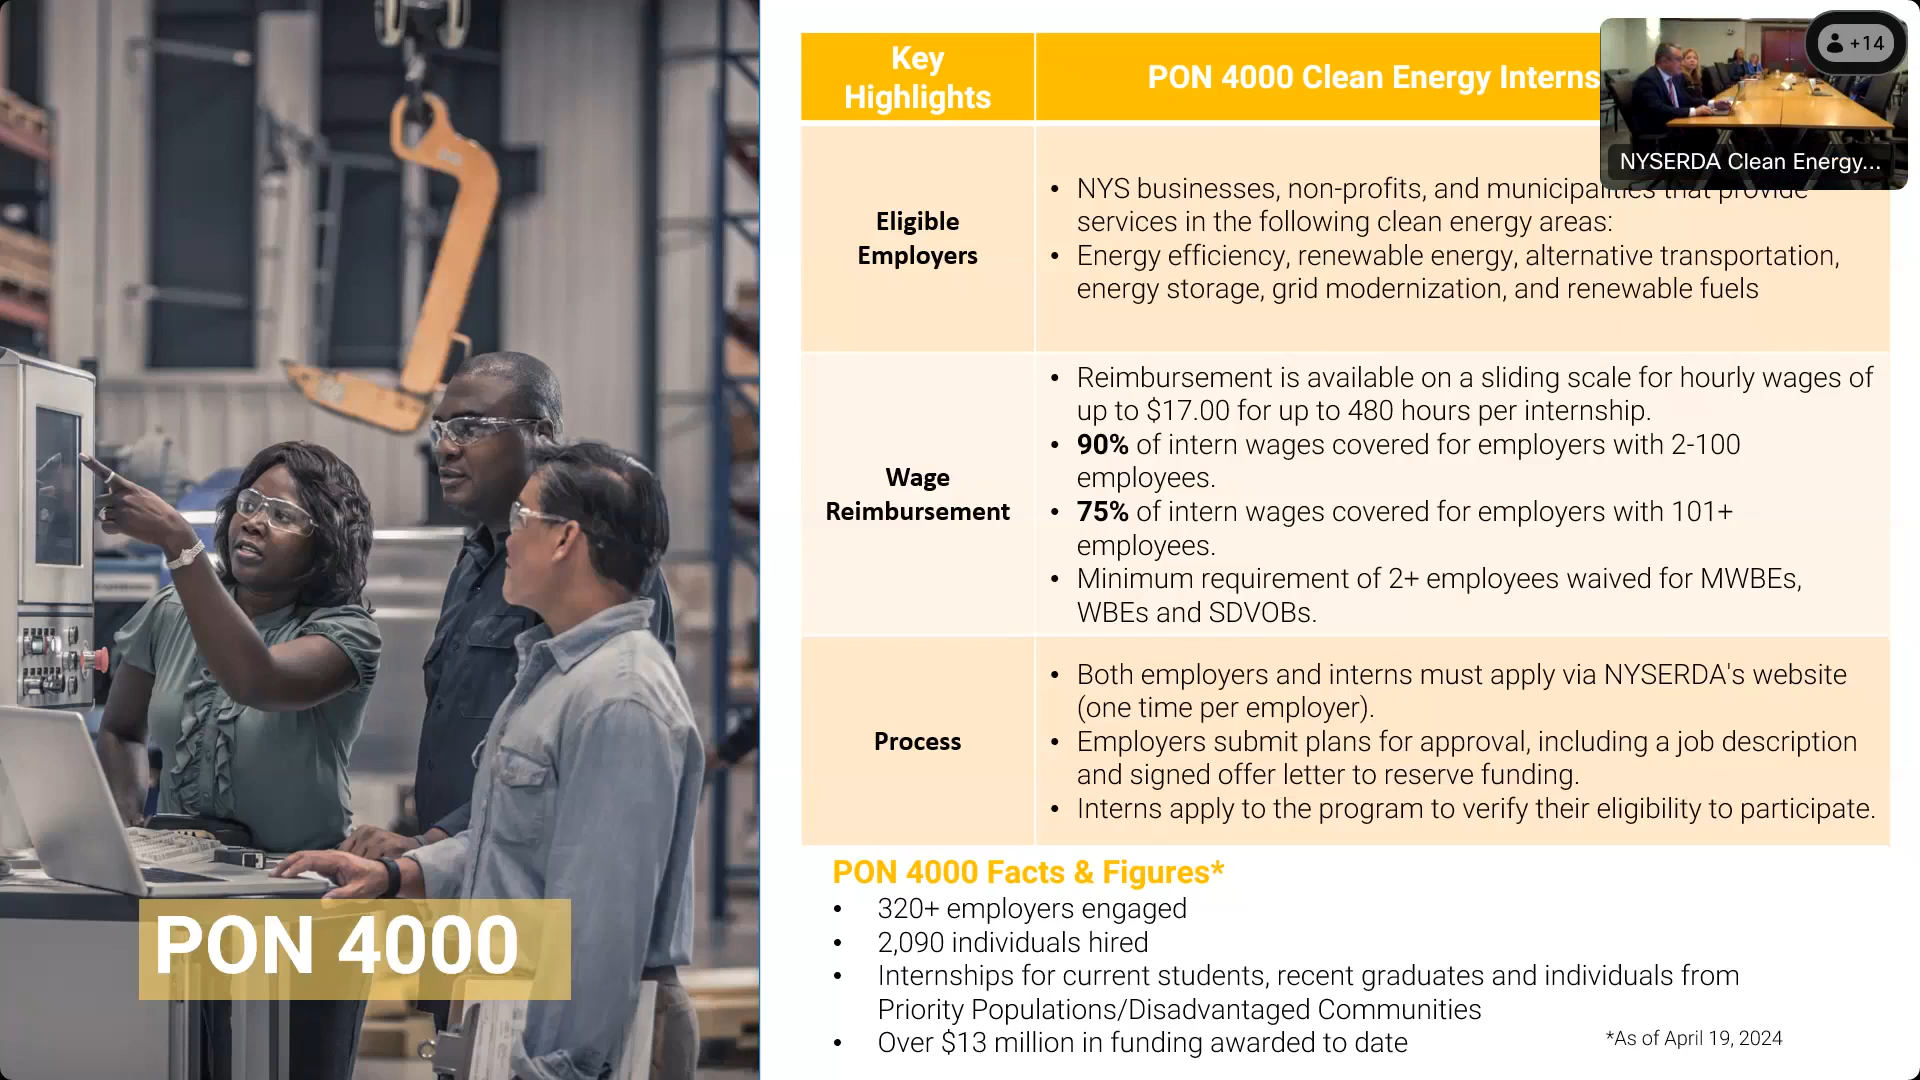 Key
Highlights
PON 4000 Clean Energy Interns
+14
NYSERDA Clean Energy...
Eligible
Employers
• NYS businesses, non-profits, and municipalities that provide
services in the following clean energy areas:
• Energy efficiency, renewable energy, alternative transportation,
energy storage, grid modernization, and renewable fuels
Wage
Reimbursement
• Reimbursement is available on a sliding scale for hourly wages of
up to $17.00 for up to 480 hours per internship.
• 90% of intern wages covered for employers with 2-100
employees.
• 75% of intern wages covered for employers with 101+
employees.
• Minimum requirement of 2+ employees waived for MWBEs,
WBEs and SDVOBs.
Process
• Both employers and interns must apply via NYSERDA's website
(one time per employer).
• Employers submit plans for approval, including a job description
and signed offer letter to reserve funding.
• Interns apply to the program to verify their eligibility to participate.
PON 4000 Facts & Figures*
• 320+ employers engaged
• 2,090 individuals hired
• Internships for current students, recent graduates and individuals from
Priority Populations/Disadvantaged Communities
• Over $13 million in funding awarded to date
*As of April 19, 2024
PON 4000